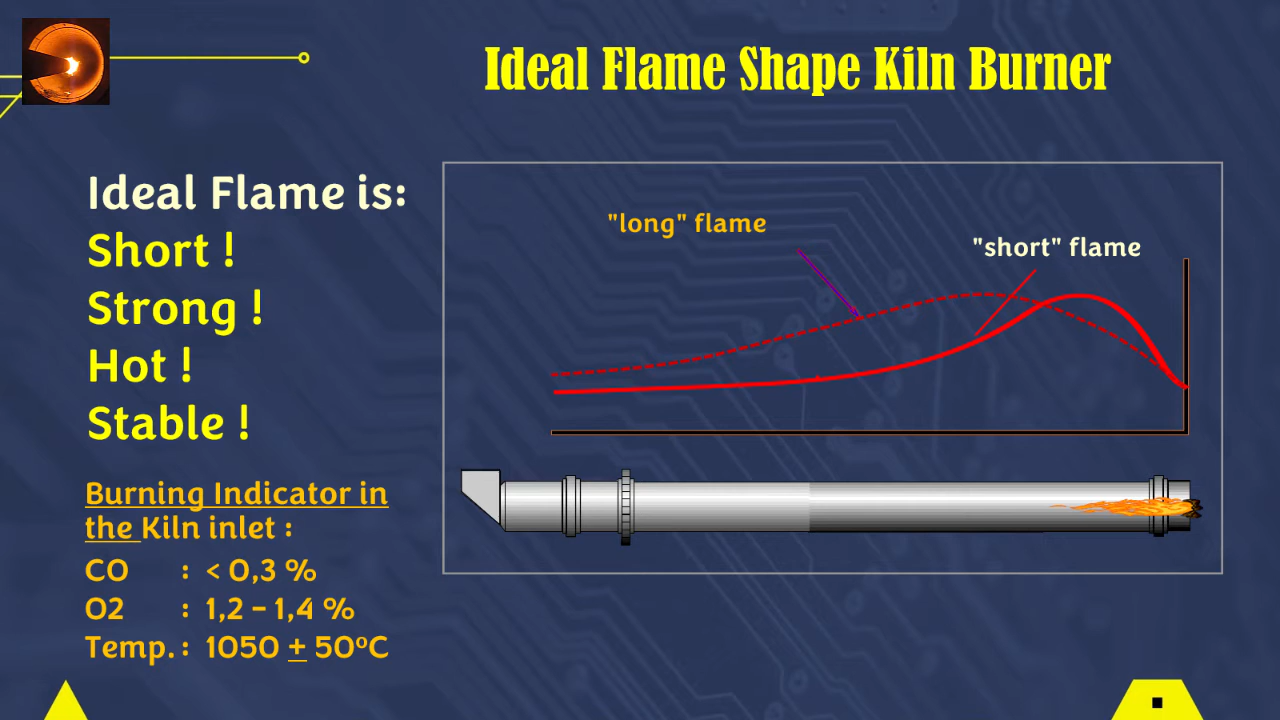 Ideal Flame Shape Kiln Burner
Ideal Flame is:
Short !
Strong !
Hot !
Stable !
Burning Indicator in
the Kiln inlet :
CO : < 0,3 %
O2 : 1,2 – 1,4 %
Temp. : 1050 ± 50ºC
"long" flame
"short" flame